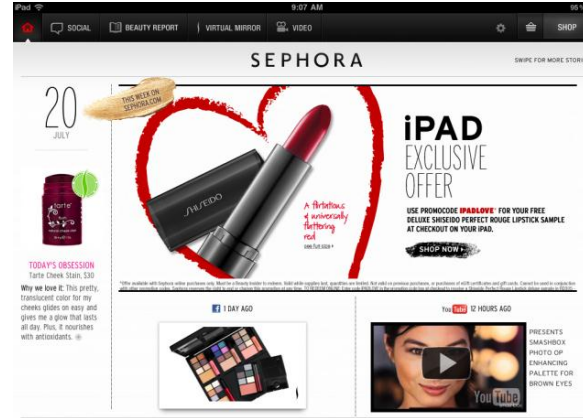 iPad
9:07 AM
98%
SOCIAL
BEAUTY REPORT
VIRTUAL MIRROR
VIDEO
SHOP
SEPHORA
SWIPE FOR MORE STORI
20
JULY
THIS WEEK ON
SEPHORA.COM
tarte
TODAY'S OBSESSION
Tarte Cheek Stain, $30
Why we love it: This pretty,
translucent color for my
cheeks glides on easy and
gives me a glow that lasts
all day. Plus, it nourishes
with antioxidants.
SHISEIDO
A flirtatious
& universally
flattering
red
see full size
iPAD
EXCLUSIVE
OFFER
USE PROMOCODE IPADLOVE* FOR YOUR FREE
DELUXE SHISEIDO PERFECT ROUGE LIPSTICK SAMPLE
AT CHECKOUT ON YOUR iPAD.
SHOP NOW
f 1 DAY AGO
YouTube 12 HOURS AGO
YouTube
PRESENTS
SMASHBOX
PHOTO OP
ENHANCING
PALETTE FOR
BROWN EYES